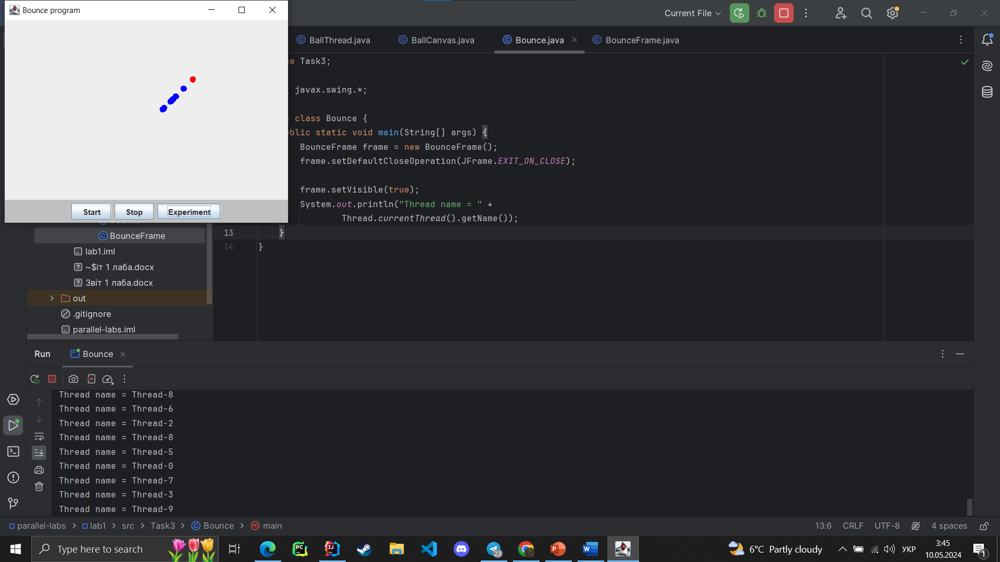 Bounce program
Start
Stop
Experiment
Current File
BallThread.java
BallCanvas.java
Bounce.java
BounceFrame.java
e Task3;
javax.swing.*;
class Bounce {
blic static void main(String[] args) {
BounceFrame frame = new BounceFrame();
frame.setDefaultCloseOperation(JFrame.EXIT_ON_CLOSE);
frame.setVisible(true);
System.out.println("Thread name = " +
Thread.currentThread().getName());
13 }
14 }
BounceFrame
lab1.iml
~$іт 1 лаба.docx
Звіт 1 лаба.docx
out
.gitignore
parallel-labs.iml
Run
Bounce
Thread name = Thread-8
Thread name = Thread-6
Thread name = Thread-2
Thread name = Thread-8
Thread name = Thread-5
Thread name = Thread-0
Thread name = Thread-7
Thread name = Thread-3
Thread name = Thread-9
parallel-labs > lab1 > src > Task3 > Bounce > main
13:6 CRLF UTF-8 4 spaces
Type here to search
23
6°C Partly cloudy
УКР
3:45
10.05.2024
1